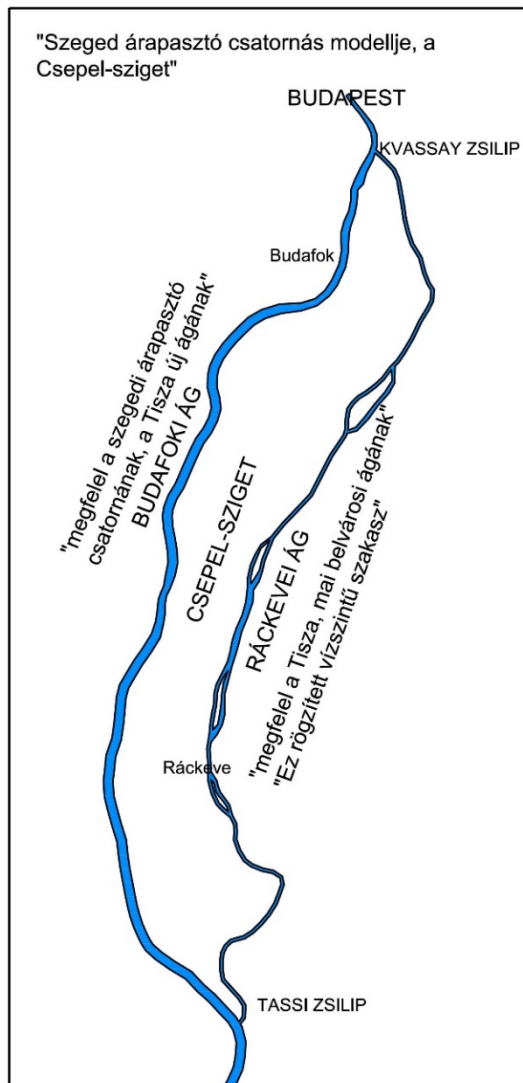 "Szeged árapasztó csatornás modellje, a
Csepel-sziget"
BUDAPEST
KVASSAY ZSILIP
Budafok
"megfelel a szegedi árapasztó
csatornának, a Tisza új ágának"
BUDAFOKI ÁG
CSEPEL-SZIGET
RÁCKEVEI ÁG
"megfelel a Tisza, mai belvárosi ágának"
"Ez rögzített vízszintű szakasz"
Ráckeve
TASSI ZSILIP